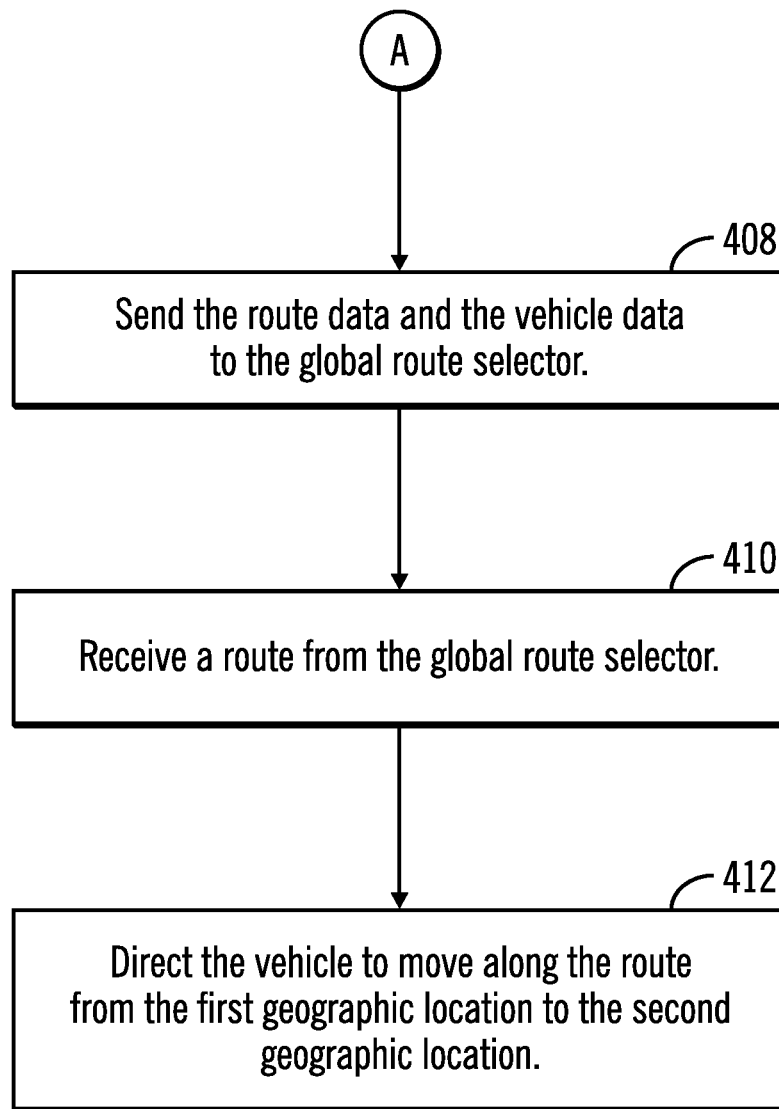 A
408
Send the route data and the vehicle data
to the global route selector.
410
Receive a route from the global route selector.
412
Direct the vehicle to move along the route
from the first geographic location to the second
geographic location.